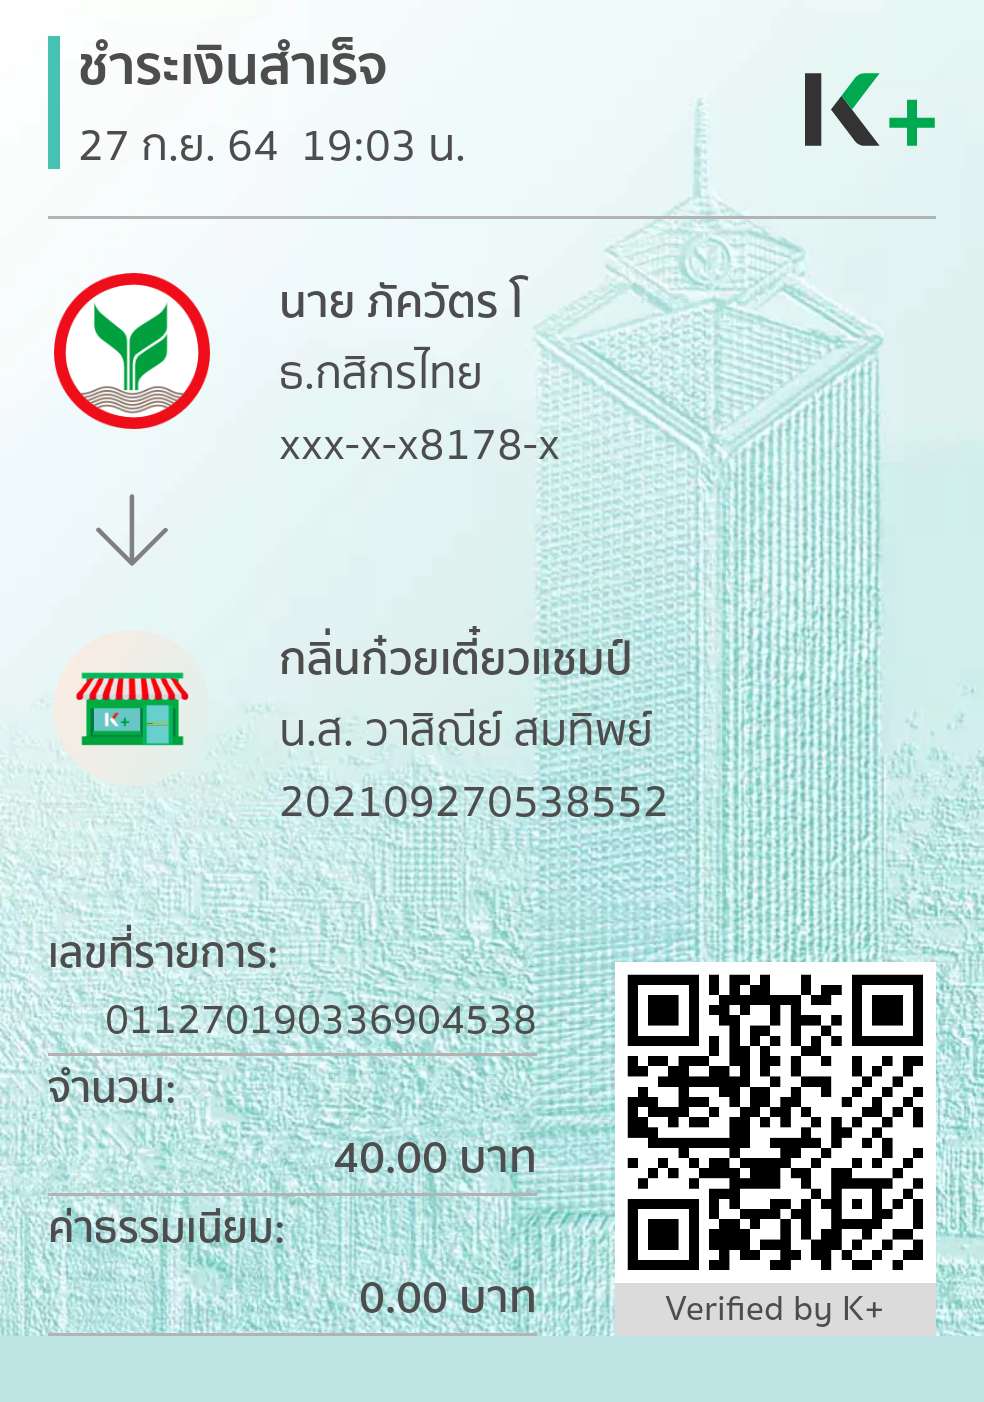 ชำระเงินสำเร็จ
27 ก.ย. 64  19:03 น.
K+
นาย ภัควัตร โ
ธ.กสิกรไทย
xxx-x-x8178-x
K+
กลิ่นก๋วยเตี๋ยวแชมป์
น.ส. วาสิณีย์ สมทิพย์
202109270538552
เลขที่รายการ:
011270190336904538
จำนวน:
40.00 บาท
ค่าธรรมเนียม:
0.00 บาท
Verified by K+